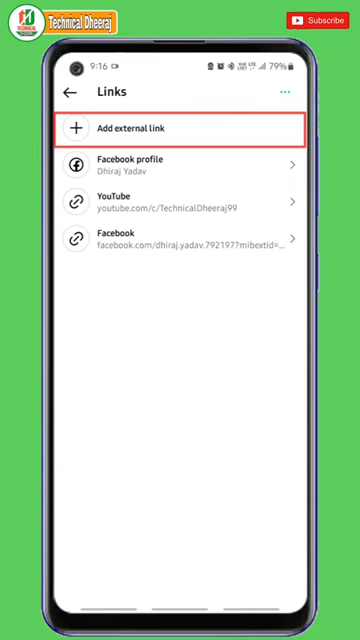 Technical Dheeraj
Subscribe
9:16
79%
Links
Add external link
Facebook profile
Dhiraj Yadav
YouTube
youtube.com/c/TechnicalDheeraj99
Facebook
facebook.com/dhiraj.yadav.792197?mibextid=...